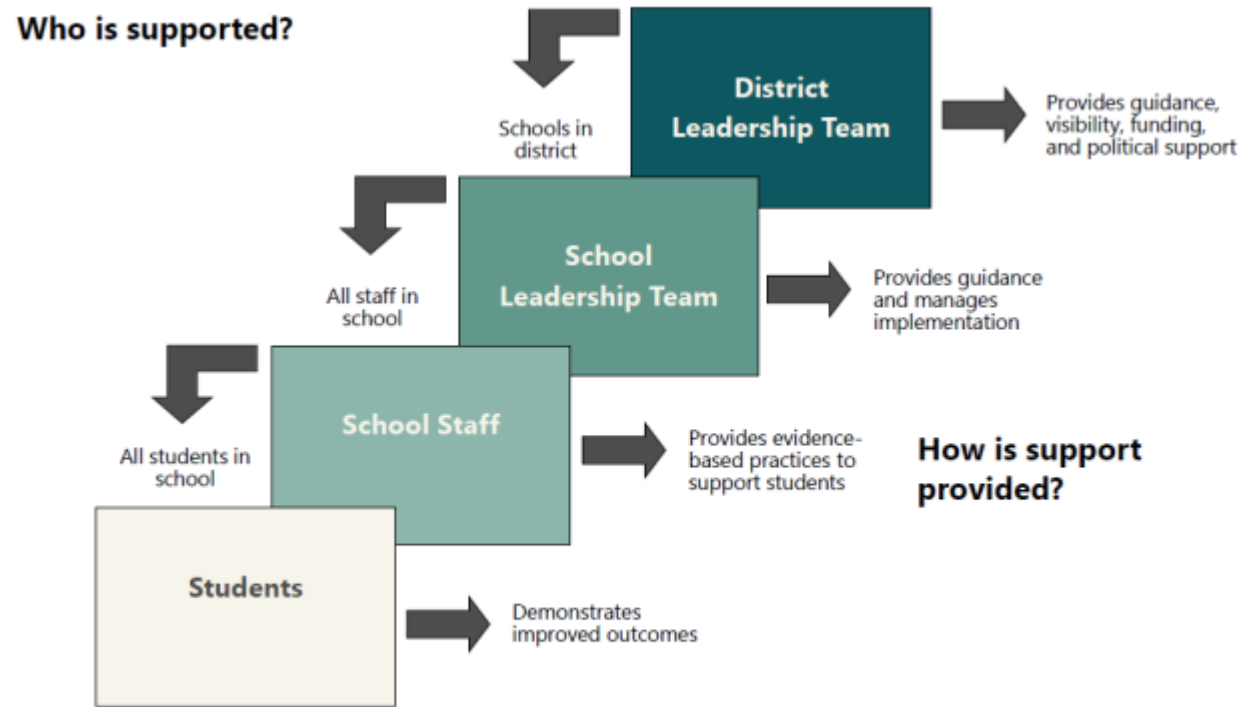 Who is supported?
District
Leadership Team
Provides guidance,
visibility, funding,
and political support
Schools in
district
School
Leadership Team
Provides guidance
and manages
implementation
All staff in
school
School Staff
Provides evidence-
based practices to
support students
How is support
provided?
All students in
school
Students
Demonstrates
improved outcomes